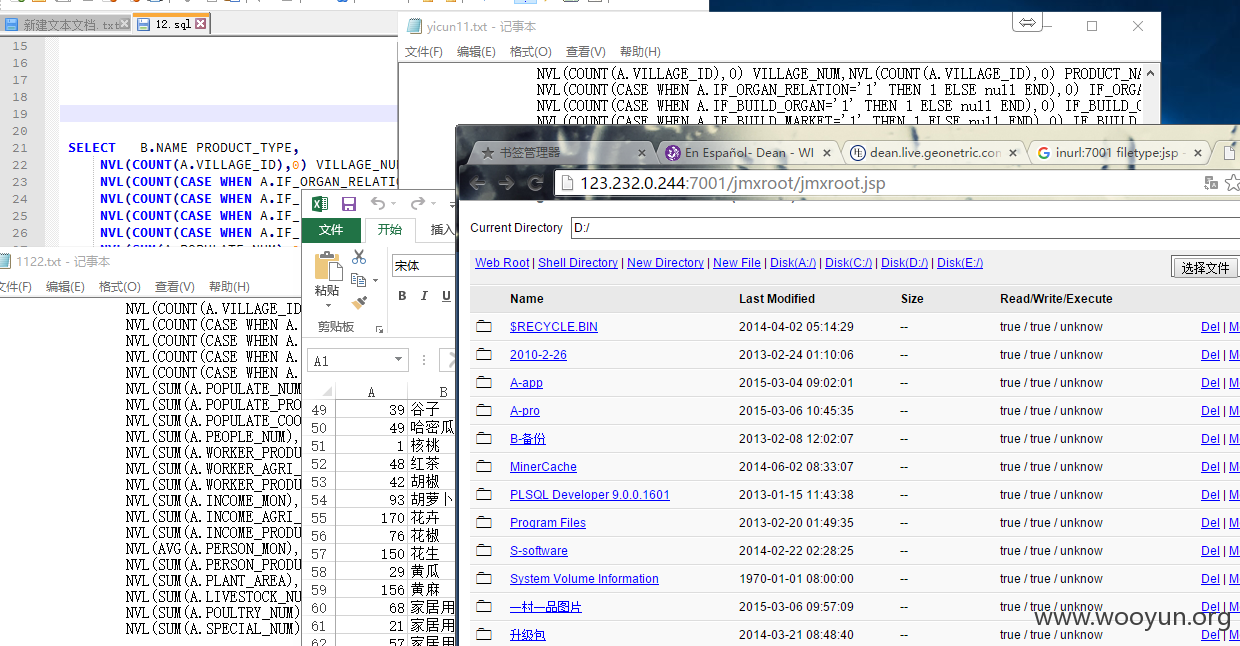 新建文本文档.txt
12.sql
yicun11.txt - 记事本
文件(F) 编辑(E) 格式(O) 查看(V) 帮助(H)
NVL(COUNT(A.VILLAGE_ID),0) VILLAGE_NUM,NVL(COUNT(A.VILLAGE_ID),0) PRODUCT_NA
NVL(COUNT(CASE WHEN A.IF_ORGAN_RELATION='1' THEN 1 ELSE null END),0) IF_ORGA
NVL(COUNT(CASE WHEN A.IF_BUILD_ORGAN='1' THEN 1 ELSE null END),0) IF_BUILD_O
NVL(COUNT(CASE WHEN A.IF_BUILD_MARKET='1' THEN 1 ELSE null END),0) IF_BUILD
15
16
17
18
19
20
21 SELECT B.NAME PRODUCT_TYPE,
22 NVL(COUNT(A.VILLAGE_ID),0) VILLAGE_NU
23 NVL(COUNT(CASE WHEN A.IF_ORGAN_RELATI
24 NVL(COUNT(CASE WHEN A.IF_
25 NVL(COUNT(CASE WHEN A.IF_
26 NVL(COUNT(CASE WHEN A.IF_
1122.txt - 记事本
文件(F) 编辑(E) 格式(O) 查看(V) 帮助(H)
NVL(COUNT(A.VILLAGE_ID
NVL(COUNT(CASE WHEN A.
NVL(COUNT(CASE WHEN A.
NVL(COUNT(CASE WHEN A.
NVL(COUNT(CASE WHEN A.
NVL(SUM(A.POPULATE_NUM
NVL(SUM(A.POPULATE_PRO
NVL(SUM(A.POPULATE_COO
NVL(SUM(A.PEOPLE_NUM),
NVL(SUM(A.WORKER_PRODU
NVL(SUM(A.WORKER_AGRI_
NVL(SUM(A.WORKER_PRODU
NVL(SUM(A.INCOME_MON),
NVL(SUM(A.INCOME_AGRI_
NVL(SUM(A.INCOME_PRODU
NVL(AVG(A.PERSON_MON),
NVL(SUM(A.PERSON_PRODU
NVL(SUM(A.PLANT_AREA),
NVL(SUM(A.LIVESTOCK_NU
NVL(SUM(A.POULTRY_NUM)
NVL(SUM(A.SPECIAL_NUM)
文件 开始 插入
粘贴
剪贴板
宋体
B I U
A1
A B
49 39 谷子
50 49 哈密瓜
51 1 核桃
52 48 红茶
53 42 胡椒
54 93 胡萝卜
55 170 花卉
56 76 花椒
57 150 花生
58 29 黄瓜
59 156 黄麻
60 68 家居用
61 21 家居用
62 57 家居用
书签管理器
En Español- Dean - WI
dean.live.geometric.con
inurl:7001 filetype:jsp -
123.232.0.244:7001/jmxroot/jmxroot.jsp
Current Directory D:/
Web Root | Shell Directory | New Directory | New File | Disk(A:/) | Disk(C:/) | Disk(D:/) | Disk(E:/)
选择文件
Name Last Modified Size Read/Write/Execute
$RECYCLE.BIN 2014-04-02 05:14:29 -- true / true / unknow Del | M
2010-2-26 2013-02-24 01:10:06 -- true / true / unknow Del | M
A-app 2015-03-04 09:02:01 -- true / true / unknow Del | M
A-pro 2015-03-06 10:45:35 -- true / true / unknow Del | M
B-备份 2013-02-08 12:02:07 -- true / true / unknow Del | M
MinerCache 2014-06-02 08:33:07 -- true / true / unknow Del | M
PLSQL Developer 9.0.0.1601 2013-01-15 11:43:38 -- true / true / unknow Del | M
Program Files 2013-02-20 01:49:35 -- true / true / unknow Del | M
S-software 2014-02-22 02:28:25 -- true / true / unknow Del | M
System Volume Information 1970-01-01 08:00:00 -- true / true / unknow Del | M
一村一品图片 2015-03-06 09:57:09 -- true / true / unknow Del | M
升级包 2014-03-21 08:48:40 -- true / true / unknow Del | M
www.wooyun.org